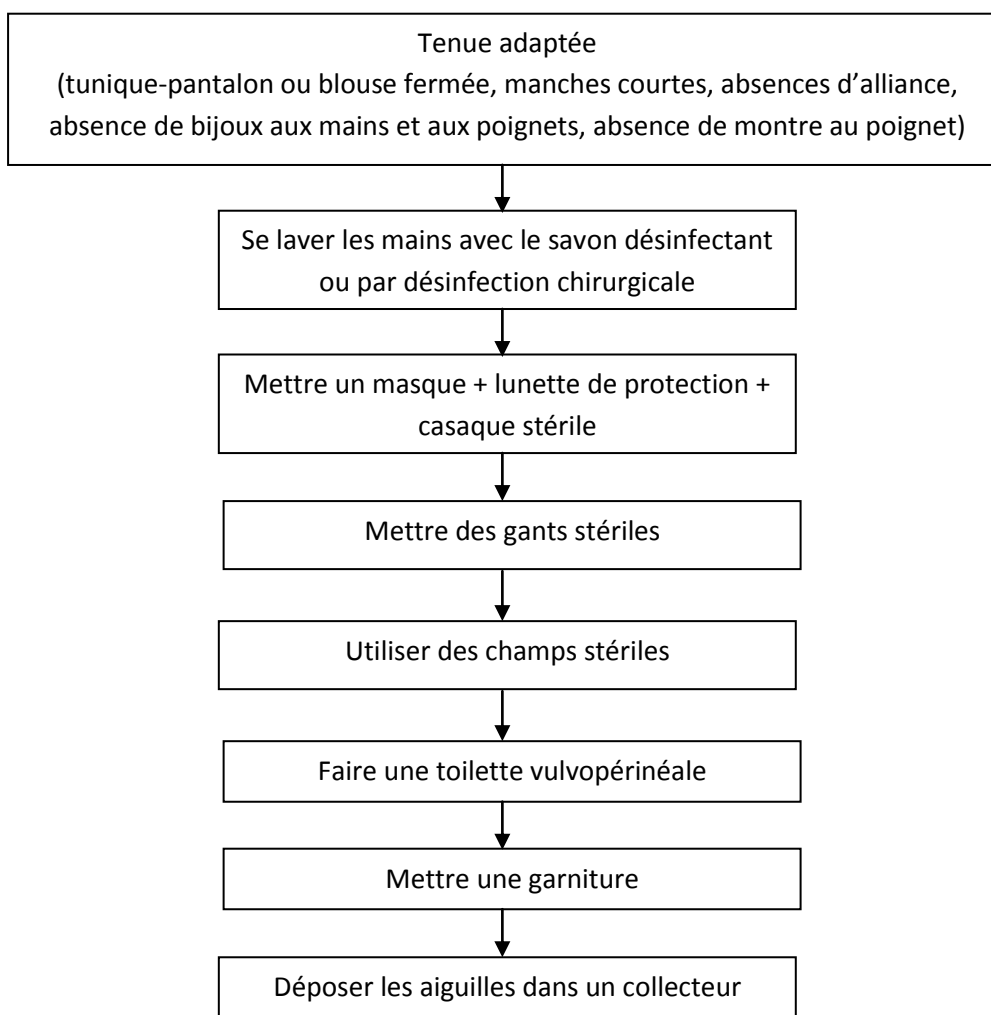 Tenue adaptée
(tunique-pantalon ou blouse fermée, manches courtes, absences d’alliance,
absence de bijoux aux mains et aux poignets, absence de montre au poignet)
Se laver les mains avec le savon désinfectant
ou par désinfection chirurgicale
Mettre un masque + lunette de protection +
casaque stérile
Mettre des gants stériles
Utiliser des champs stériles
Faire une toilette vulvopérinéale
Mettre une garniture
Déposer les aiguilles dans un collecteur